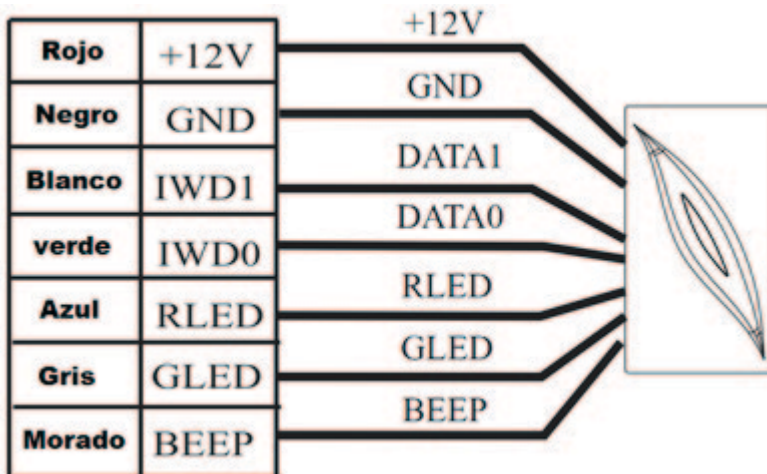 Rojo +12V +12V
Negro GND GND
Blanco IWD1 DATA1
verde IWD0 DATA0
Azul RLED RLED
Gris GLED GLED
Morado BEEP BEEP